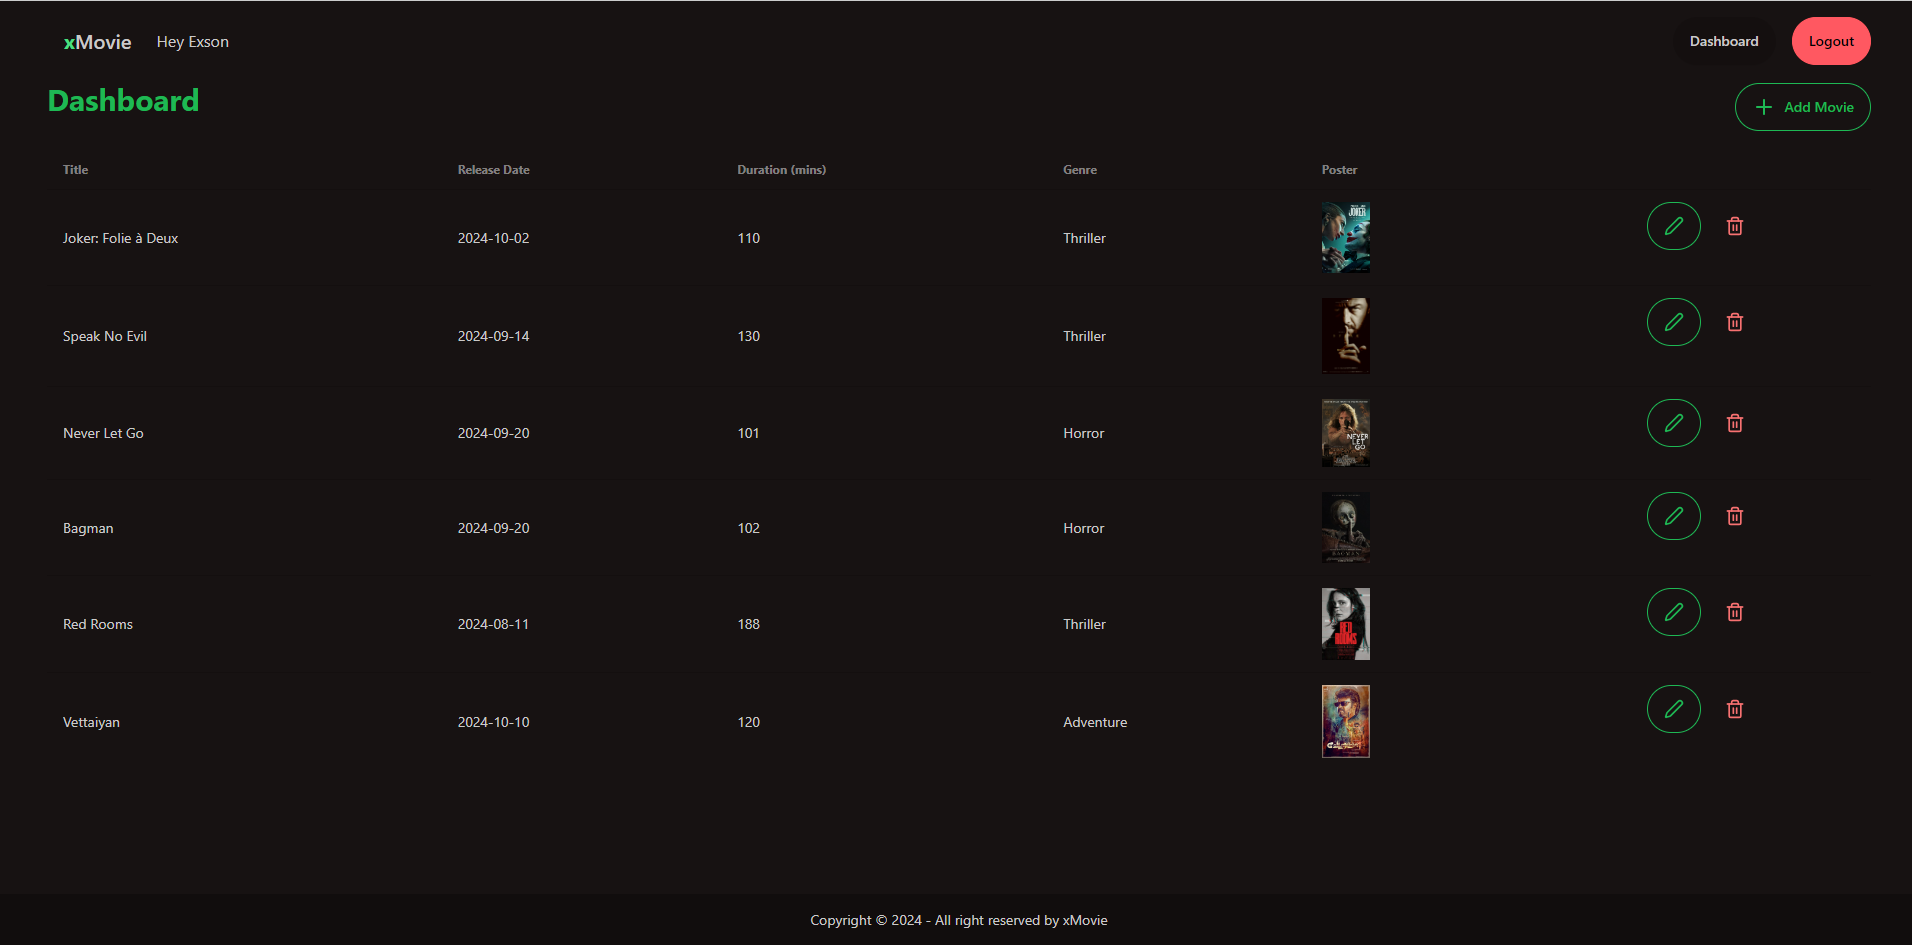 xMovie Hey Exson Dashboard Logout
Dashboard
Add Movie
Title Release Date Duration (mins) Genre Poster
Joker: Folie à Deux 2024-10-02 110 Thriller
JOKER
Speak No Evil 2024-09-14 130 Thriller
Never Let Go 2024-09-20 101 Horror
NEVER
LET
GO
Bagman 2024-09-20 102 Horror
BAGMAN
Red Rooms 2024-08-11 188 Thriller
RED
ROOMS
Vettaiyan 2024-10-10 120 Adventure
Copyright © 2024 - All right reserved by xMovie